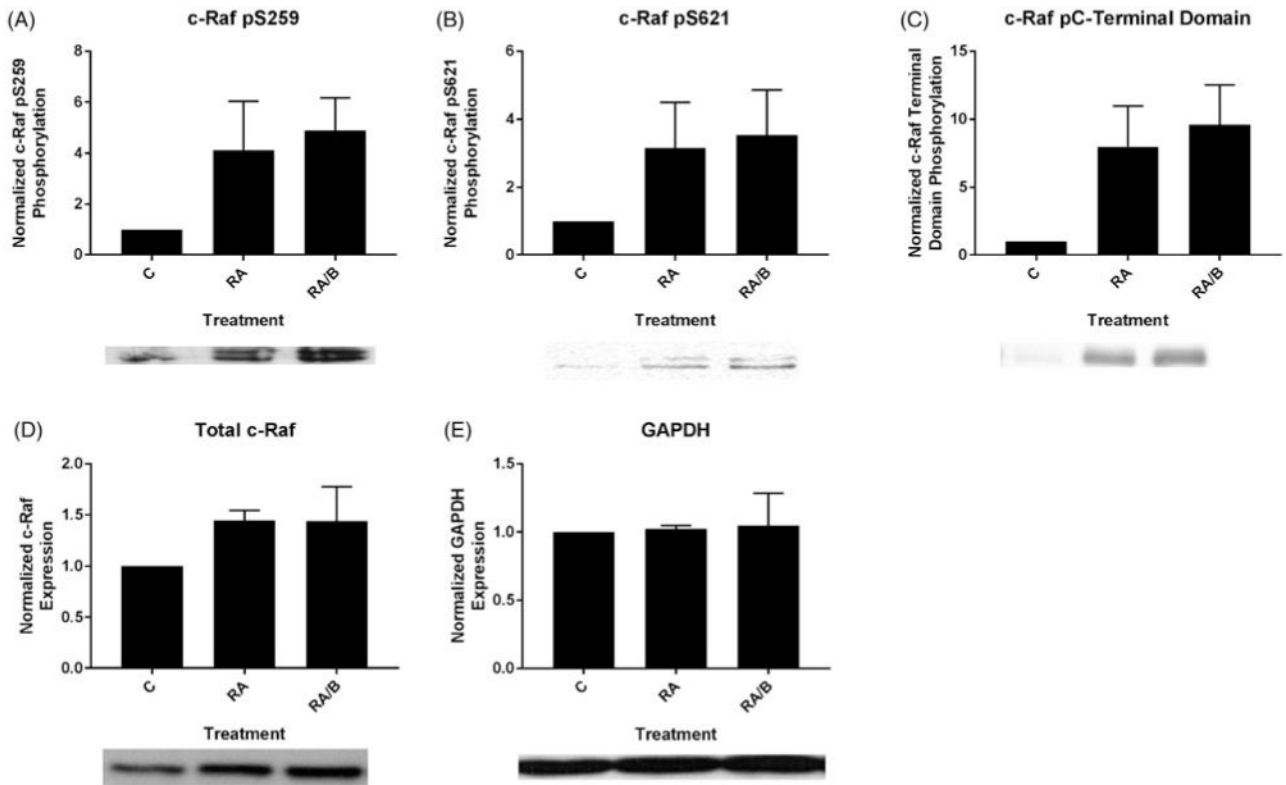 (A)
c-Raf pS259
Normalized c-Raf pS259
Phosphorylation
8
6
4
2
0
C
RA
RA/B
Treatment
(B)
c-Raf pS621
Normalized c-Raf pS621
Phosphorylation
6
4
2
0
C
RA
RA/B
Treatment
(C)
c-Raf pC-Terminal Domain
Normalized c-Raf Terminal
Domain Phosphorylation
15
10
5
0
C
RA
RA/B
Treatment
(D)
Total c-Raf
Normalized c-Raf
Expression
2.0
1.5
1.0
0.5
0.0
C
RA
RA/B
Treatment
(E)
GAPDH
Normalized GAPDH
Expression
1.5
1.0
0.5
0.0
C
RA
RA/B
Treatment